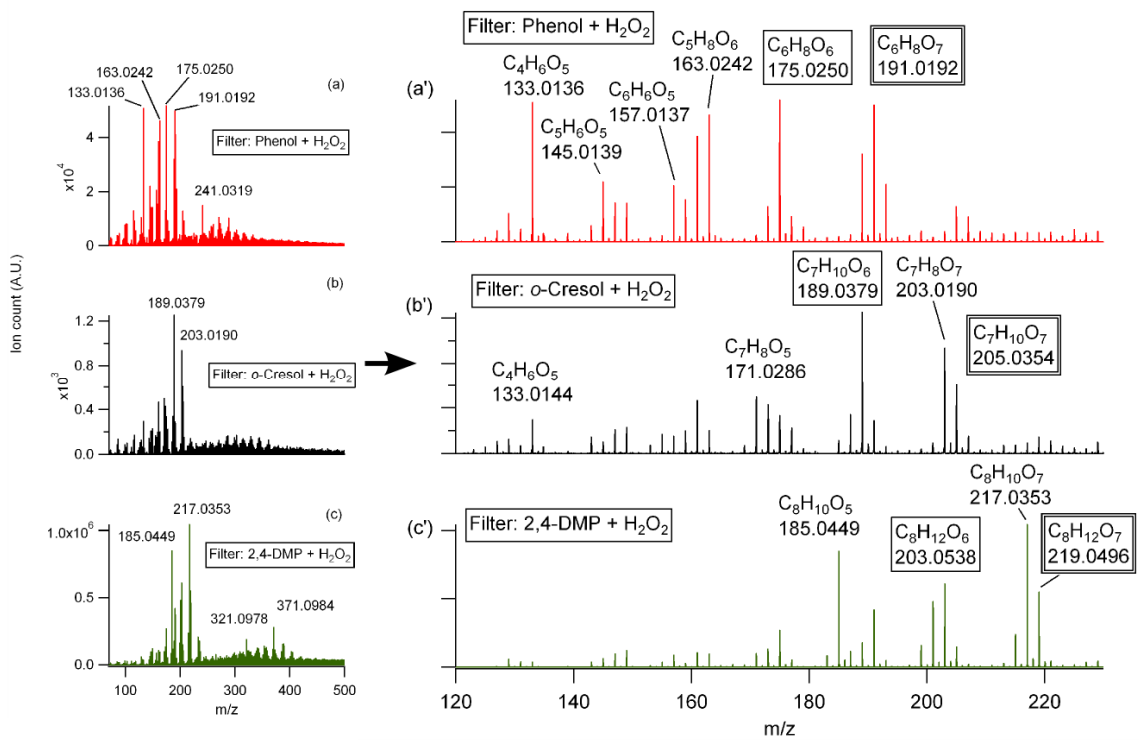 Ion count (A.U.)
(a)
163.0242
175.0250
133.0136
191.0192
Filter: Phenol + H₂O₂
241.0319
x10⁴
4
2
0
(b)
189.0379
203.0190
Filter: o-Cresol + H₂O₂
x10³
1.2
0.8
0.4
0.0
(c)
217.0353
1.0x10⁶
185.0449
Filter: 2,4-DMP + H₂O₂
371.0984
321.0978
0.5
0.0
100
200
300
400
500
m/z
(a')
Filter: Phenol + H₂O₂
C₄H₆O₅
133.0136
C₅H₆O₅
145.0139
C₆H₆O₅
157.0137
C₅H₈O₆
163.0242
C₆H₈O₆
175.0250
C₆H₈O₇
191.0192
(b')
Filter: o-Cresol + H₂O₂
C₄H₆O₅
133.0144
C₇H₈O₅
171.0286
C₇H₁₀O₆
189.0379
C₇H₈O₇
203.0190
C₇H₁₀O₇
205.0354
(c')
Filter: 2,4-DMP + H₂O₂
C₈H₁₀O₅
185.0449
C₈H₁₂O₆
203.0538
C₈H₁₀O₇
217.0353
C₈H₁₂O₇
219.0496
120
140
160
180
200
220
m/z